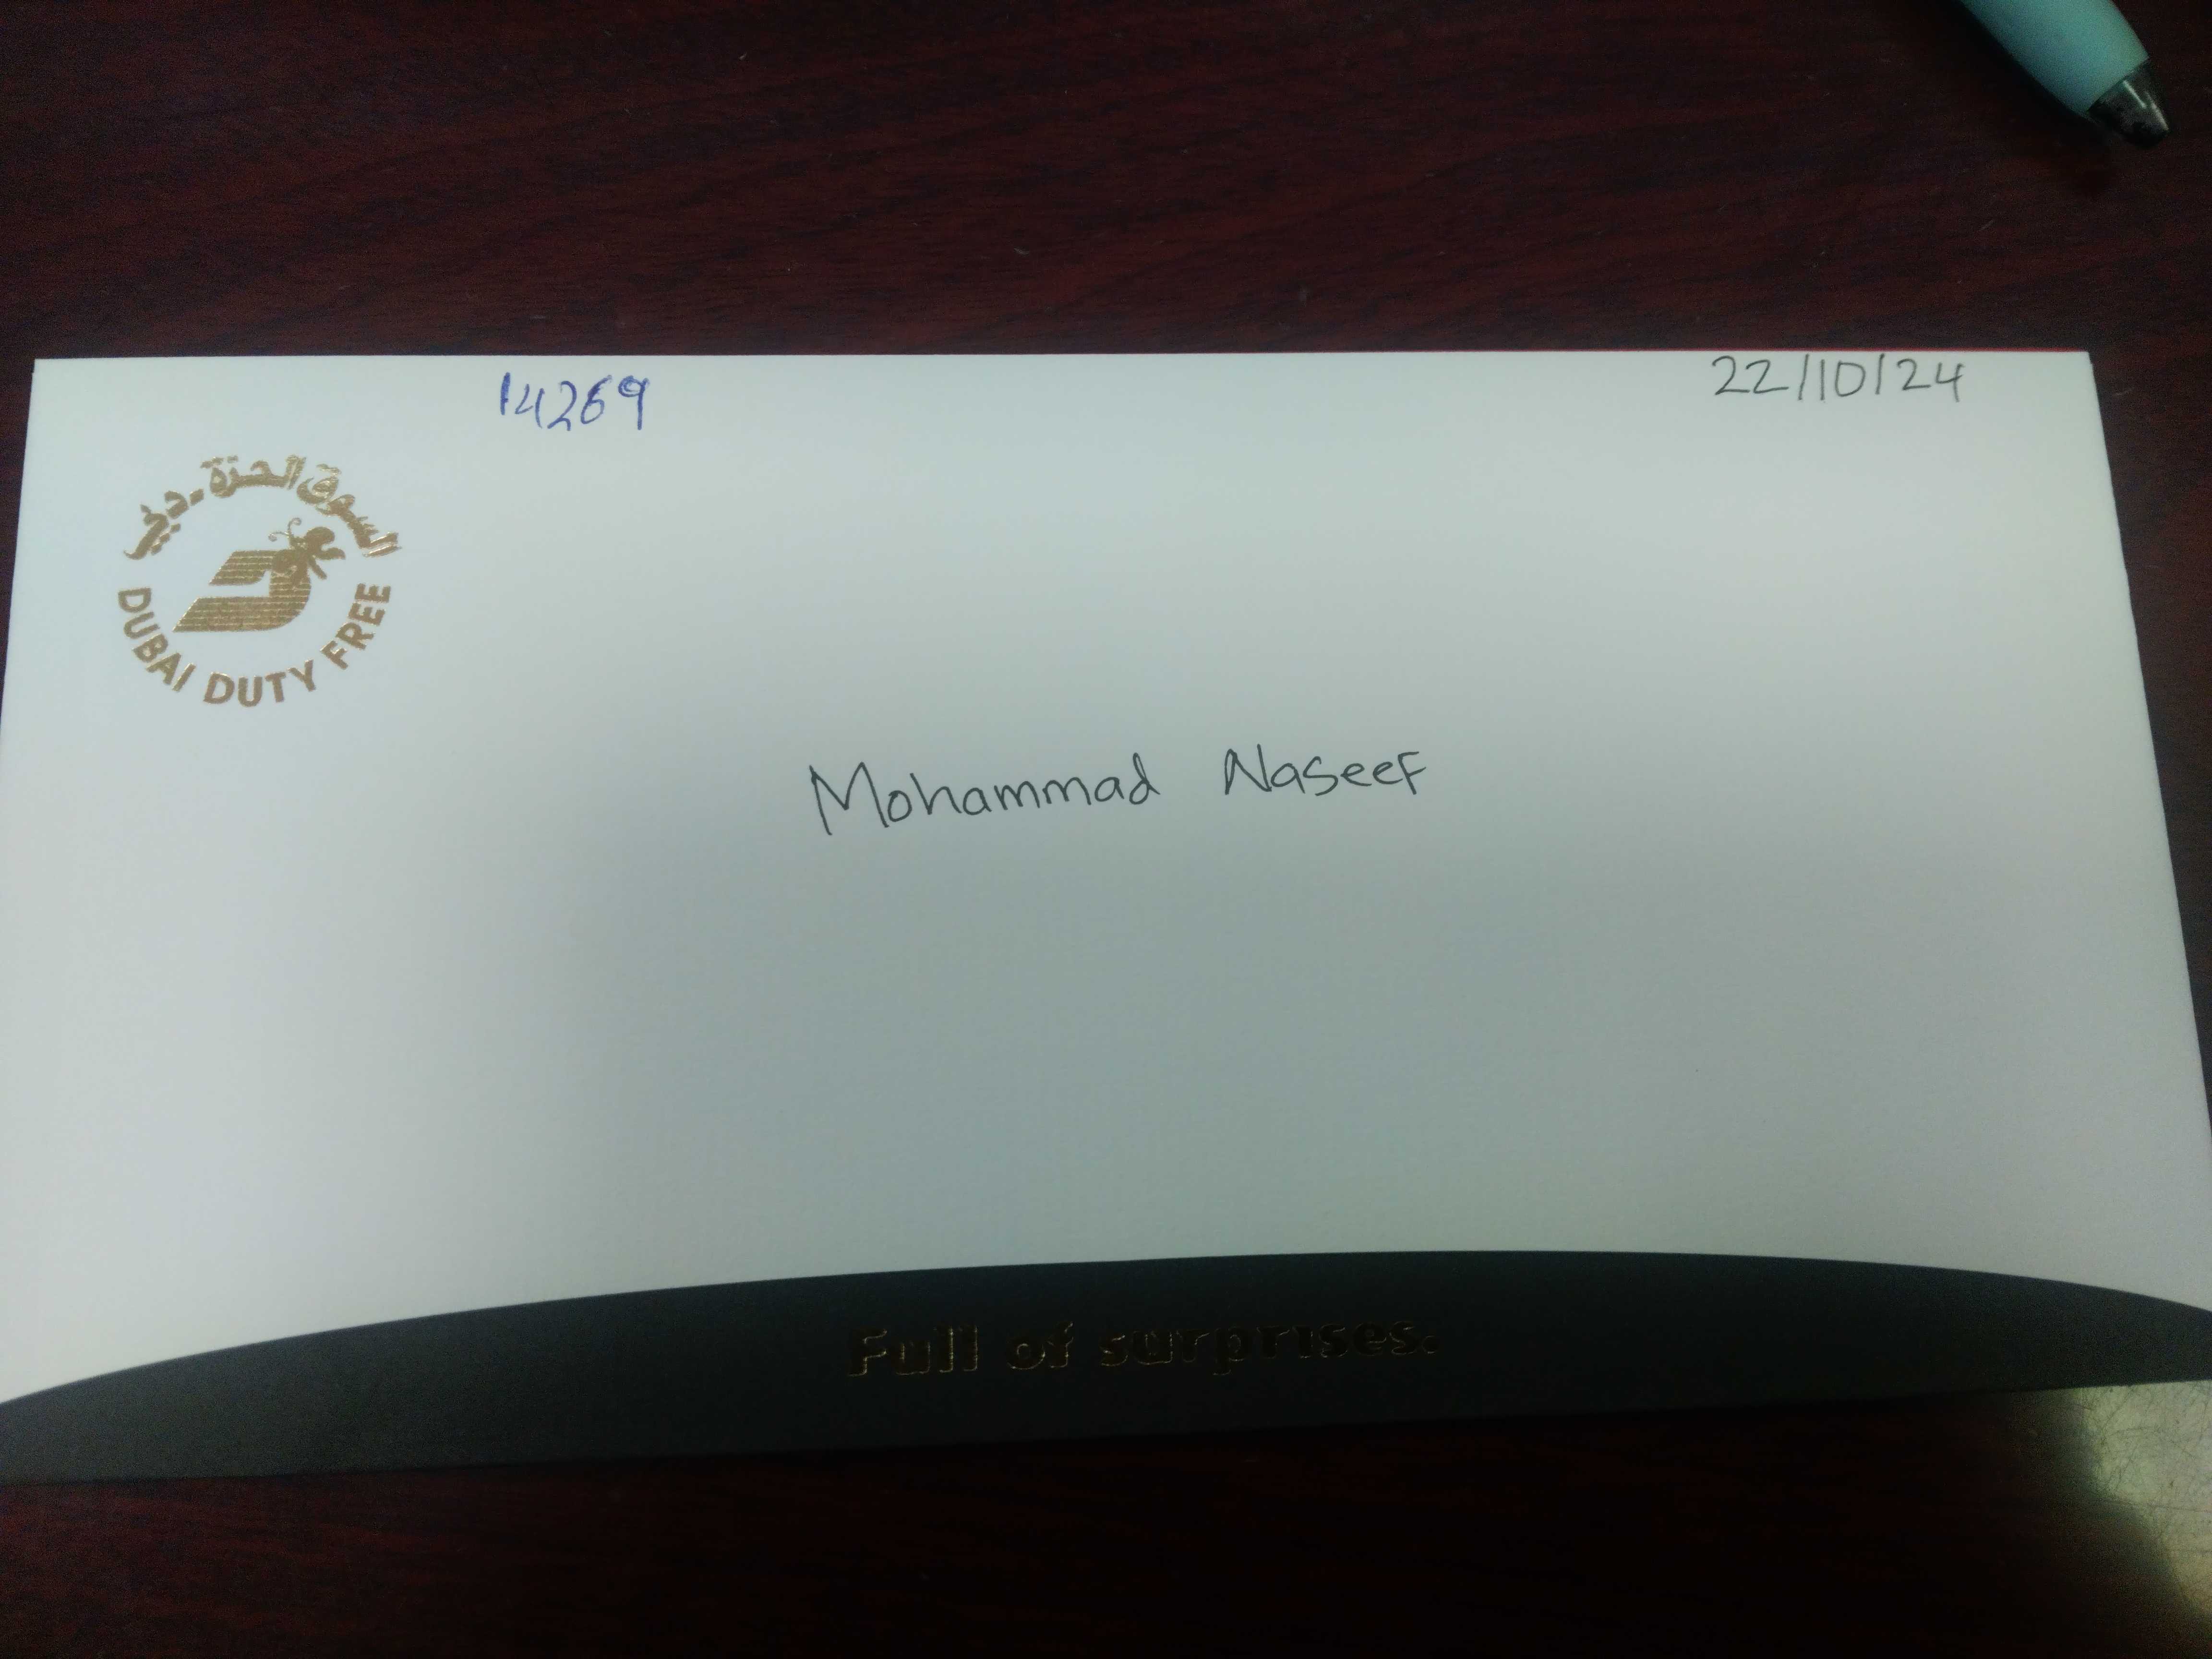 14269
22/10/24
السوق الحرة - دبي
DUBAI DUTY FREE
Mohammad Naseef
Full of surprises.